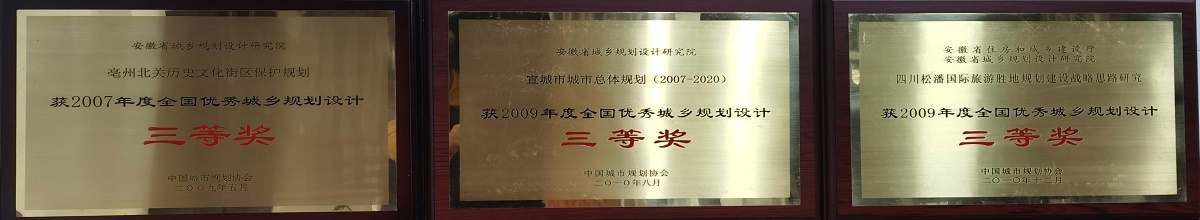 安徽省城乡规划设计研究院
亳州北关历史文化街区保护规划
获2007年度全国优秀城乡规划设计
三等奖
中国城市规划协会
二00九年五月
安徽省城乡规划设计研究院
宣城市城市总体规划(2007-2020)
获2009年度全国优秀城乡规划设计
三等奖
中国城市规划协会
二〇一〇年八月
安徽省住房和城乡建设厅
安徽省城乡规划设计研究院
四川松潘国际旅游胜地规划建设战略思路研究
获2009年度全国优秀城乡规划设计
三等奖
中国城市规划协会
二〇一〇年十二月